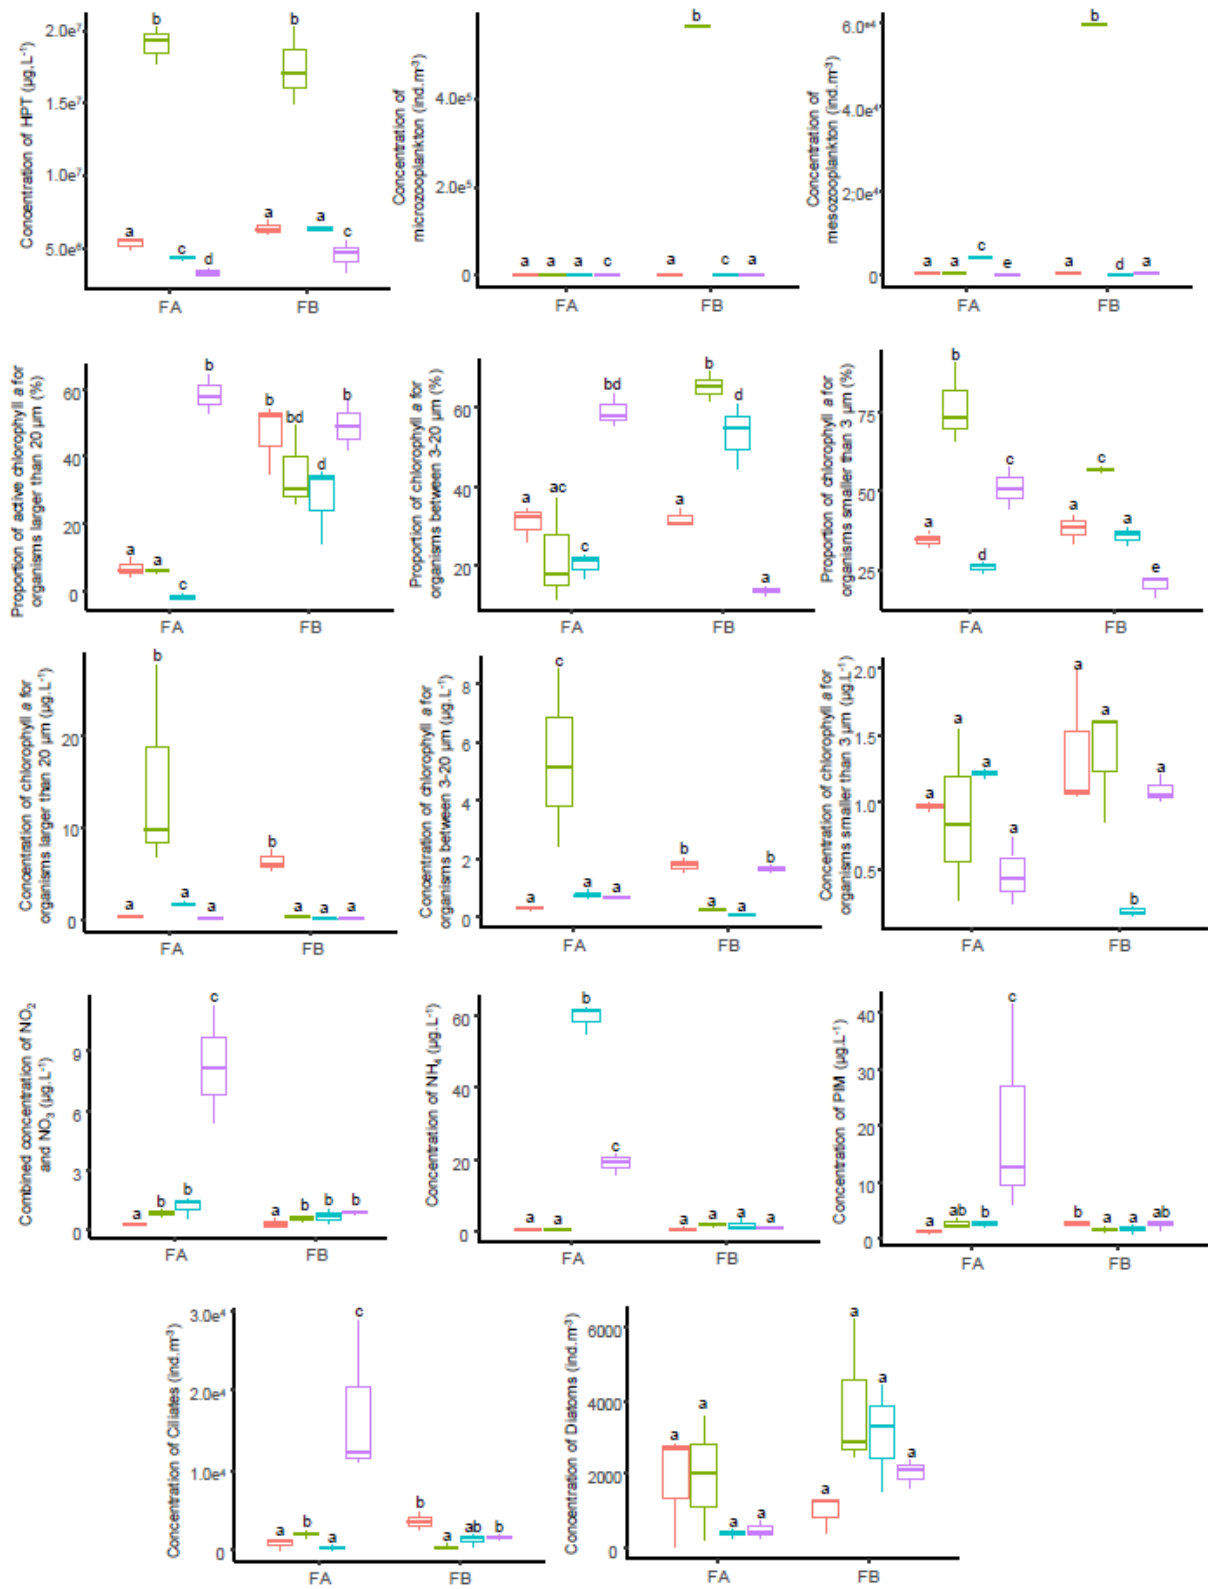 Concentration of HPT (µg.L⁻¹)
2.0e⁷
1.5e⁷
1.0e⁷
5.0e⁶
a
b
c
d
a
b
a
c
FA
FB
Concentration of
microzooplankton (ind.m⁻³)
4.0e⁵
2.0e⁵
0
a
a
a
c
a
b
c
a
FA
FB
Concentration of
mesozooplankton (ind.m⁻³)
6.0e⁴
4.0e⁴
2.0e⁴
0
a
a
c
e
a
b
d
a
FA
FB
Proportion of active chlorophyll a for
organisms larger than 20 µm (%)
60
40
20
0
a
a
c
b
b
bd
d
b
FA
FB
Proportion of chlorophyll a for
organisms between 3-20 µm (%)
60
40
20
a
ac
c
bd
a
b
d
a
FA
FB
Proportion of chlorophyll a for
organisms smaller than 3 µm (%)
75
50
25
a
b
d
c
a
c
a
e
FA
FB
Concentration of chlorophyll a for
organisms larger than 20 µm (µg.L⁻¹)
20
10
0
a
b
a
a
b
a
a
a
FA
FB
Concentration of chlorophyll a for
organisms between 3-20 µm (µg.L⁻¹)
8
6
4
2
0
a
c
a
a
b
a
a
b
FA
FB
Concentration of chlorophyll a for
organisms smaller than 3 µm (µg.L⁻¹)
2.0
1.5
1.0
0.5
a
a
a
a
a
a
b
a
FA
FB
Combined concentration of NO₂
and NO₃ (µg.L⁻¹)
9
6
3
0
a
b
b
c
a
b
b
b
FA
FB
Concentration of NH₄ (µg.L⁻¹)
60
40
20
0
a
a
b
c
a
a
a
a
FA
FB
Concentration of PIM (µg.L⁻¹)
40
30
20
10
0
a
ab
b
c
b
a
a
ab
FA
FB
Concentration of Ciliates (ind.m⁻³)
3.0e⁴
2.0e⁴
1.0e⁴
0
a
b
a
c
b
a
ab
b
FA
FB
Concentration of Diatoms (ind.m⁻³)
6000
4000
2000
0
a
a
a
a
a
a
a
a
FA
FB